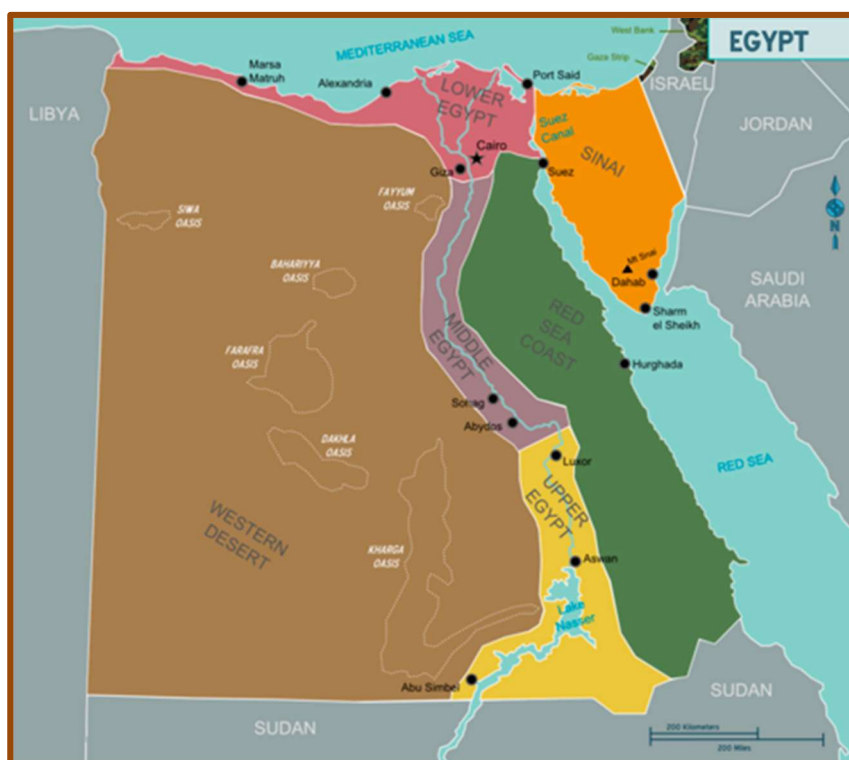 West Bank
EGYPT
MEDITERRANEAN SEA
Gaza Strip
Marsa
Matruh
Alexandria
Port Said
ISRAEL
LIBYA
LOWER
EGYPT
Suez
Canal
JORDAN
Cairo
Giza
Suez
SINAI
FAYYUM
OASIS
SIWA
OASIS
N
BAHARIYYA
OASIS
Mt Snai
Dahab
SAUDI
ARABIA
Sharm
el Sheikh
RED
SEA
COAST
MIDDLE
EGYPT
FARAFRA
OASIS
Hurghada
Sohag
Abydos
DAKHLA
OASIS
Luxor
RED SEA
UPPER
EGYPT
WESTERN
DESERT
KHARGA
OASIS
Aswan
Lake
Nasser
Abu Simbel
SUDAN
SUDAN
200 Kilometers
200 Miles